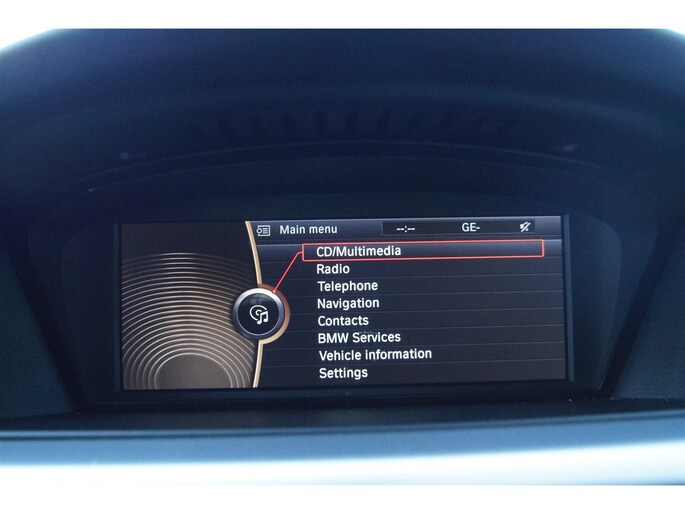 Main menu --:-- GE-
CD/Multimedia
Radio
Telephone
Navigation
Contacts
BMW Services
Vehicle information
Settings